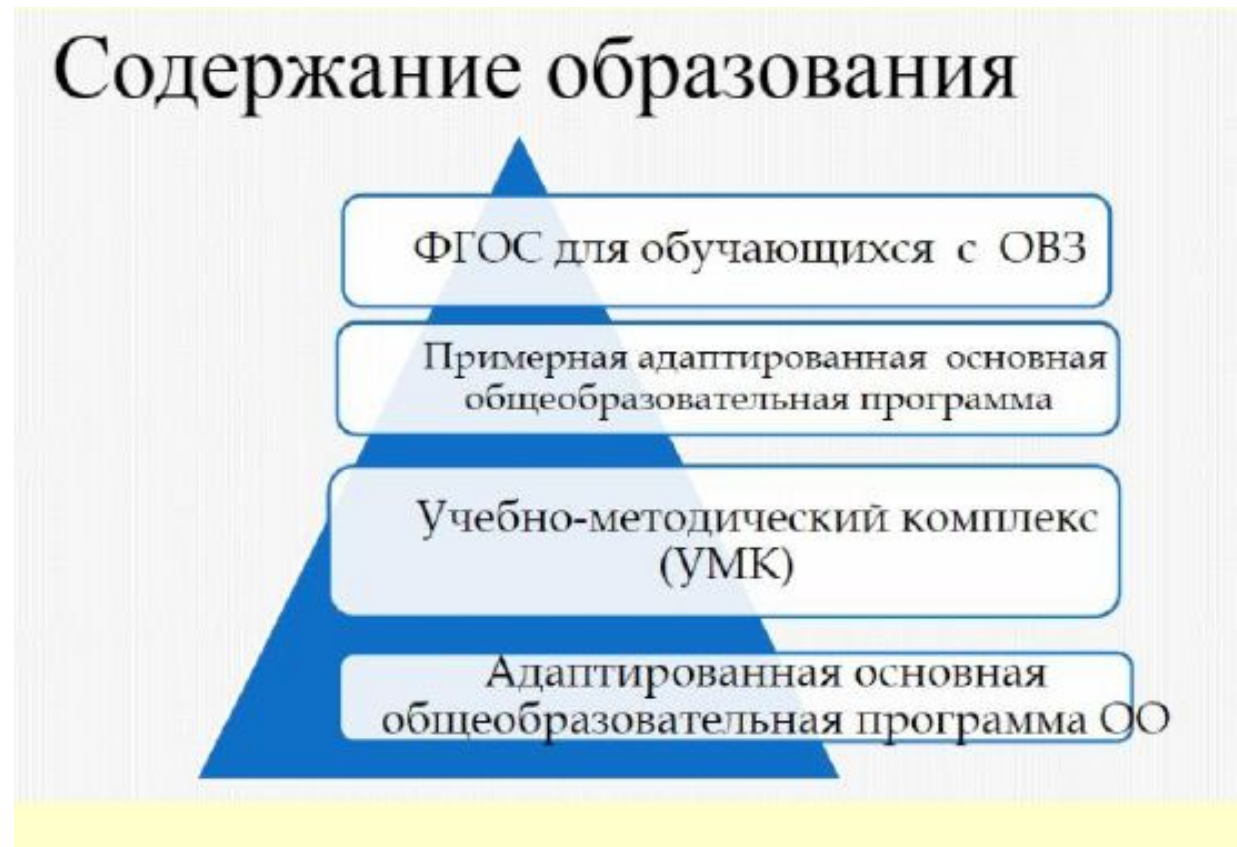 Содержание образования
ФГОС для обучающихся с ОВЗ
Примерная адаптированная основная
общеобразовательная программа
Учебно-методический комплекс
(УМК)
Адаптированная основная
общеобразовательная программа ОО